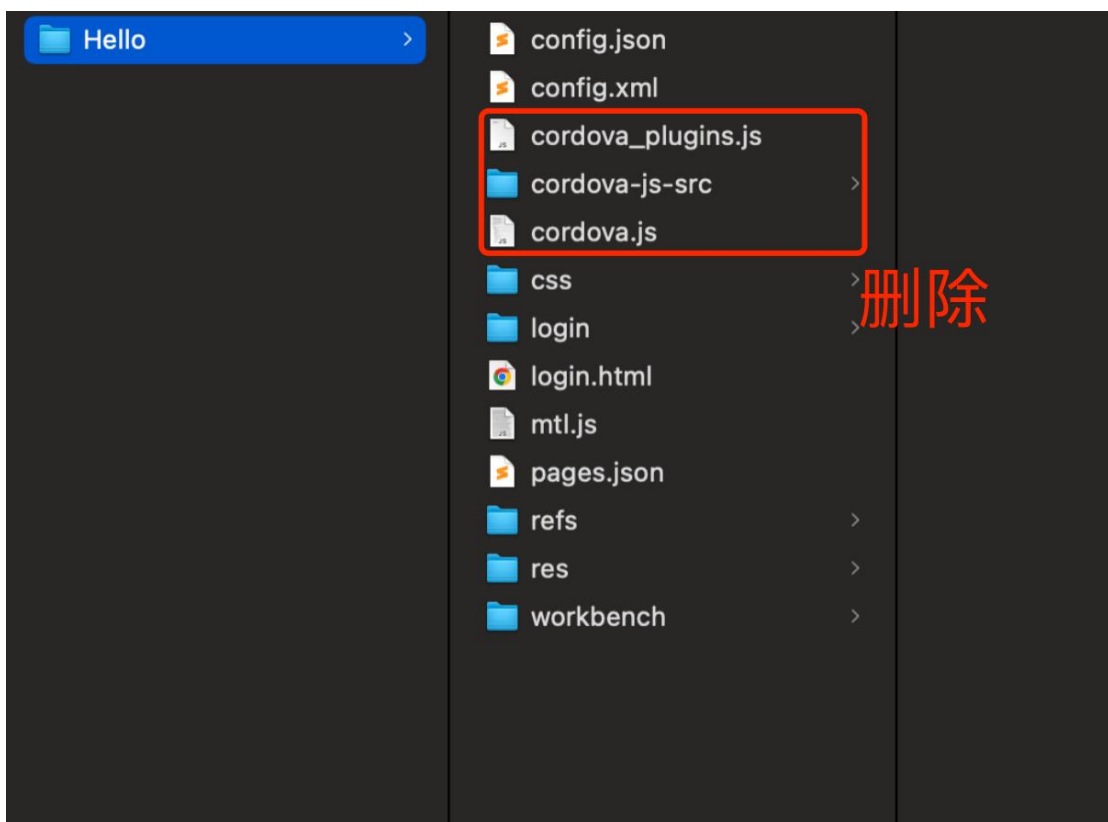 Hello
config.json
config.xml
cordova_plugins.js
cordova-js-src
cordova.js
css
删除
login
login.html
mtl.js
pages.json
refs
res
workbench